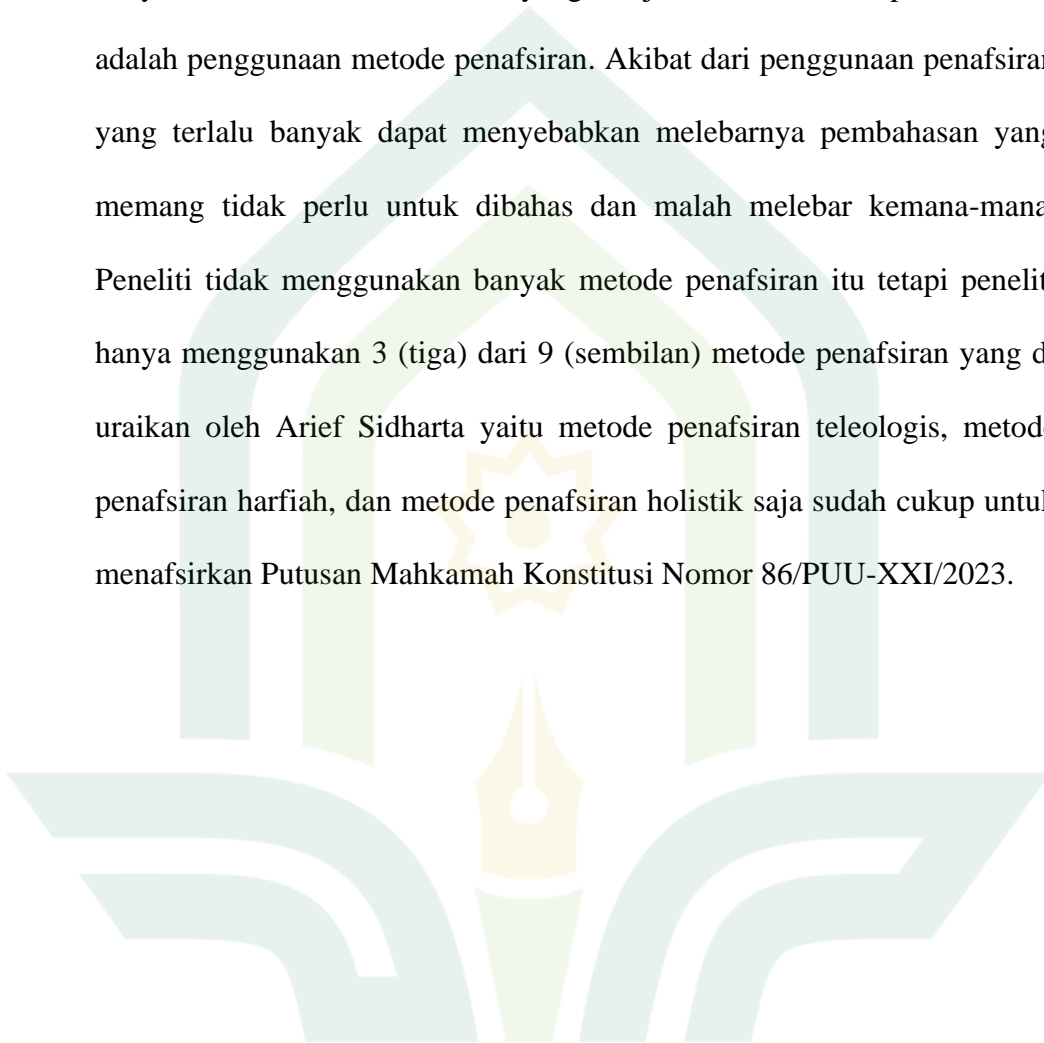 adalah penggunaan metode penafsiran. Akibat dari penggunaan penafsiran
yang terlalu banyak dapat menyebabkan melebarnya pembahasan yang
memang tidak perlu untuk dibahas dan malah melebar kemana-mana
Peneliti tidak menggunakan banyak metode penafsiran itu tetapi penelit
hanya menggunakan 3 (tiga) dari 9 (sembilan) metode penafsiran yang d
uraikan oleh Arief Sidharta yaitu metode penafsiran teleologis, metode
penafsiran harfiah, dan metode penafsiran holistik saja sudah cukup untuk
menafsirkan Putusan Mahkamah Konstitusi Nomor 86/PUU-XXI/2023.